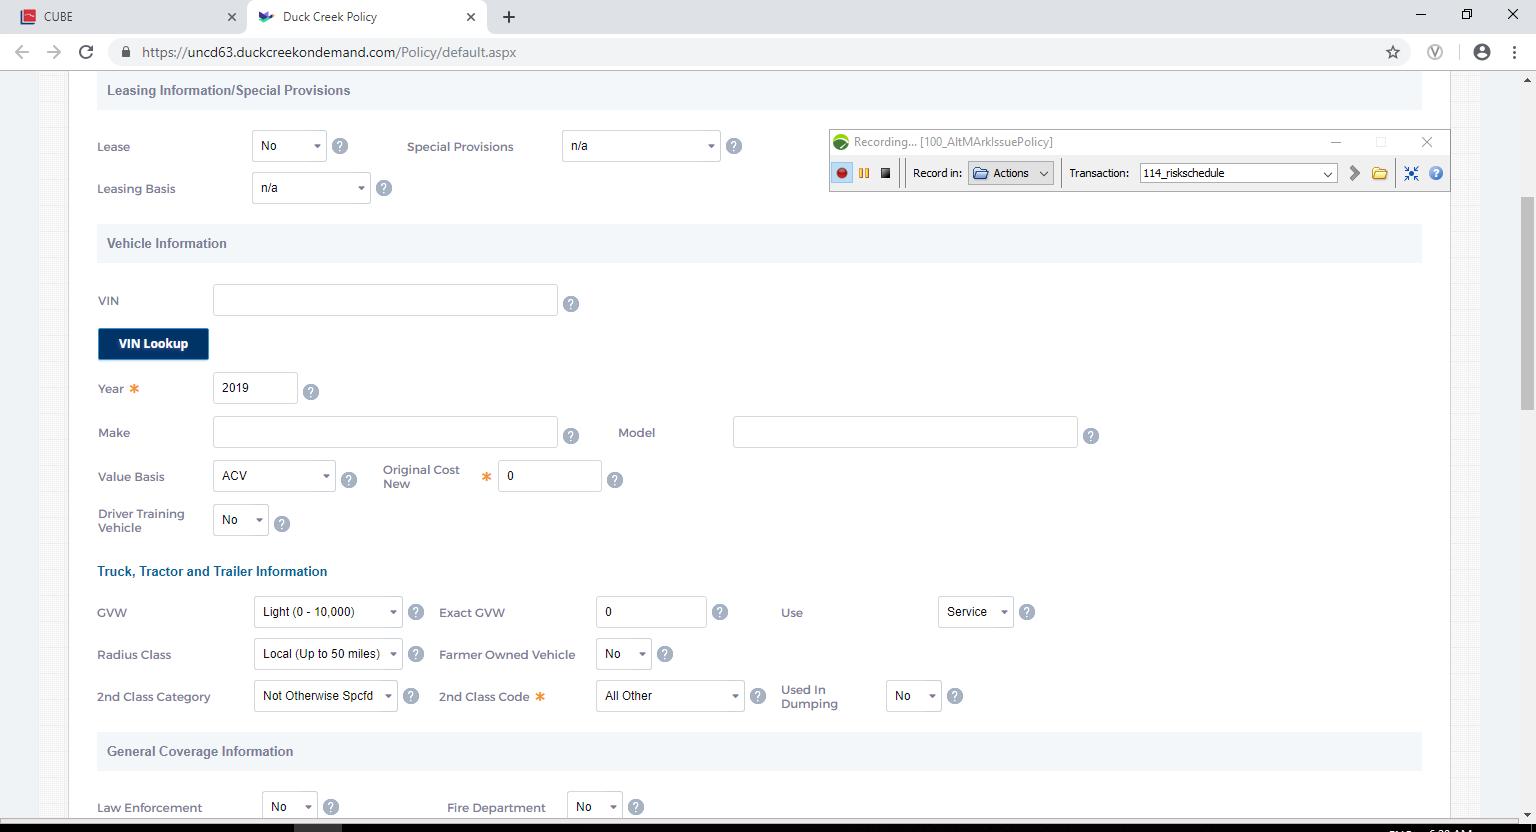 CUBE
Duck Creek Policy
https://uncd63.duckcreekondemand.com/Policy/default.aspx
Leasing Information/Special Provisions
Lease No ? Special Provisions n/a ?
Leasing Basis n/a ?
Recording... [100_AltMArkIssuePolicy]
Record in: Actions Transaction: 114_riskschedule ?
Vehicle Information
VIN ?
VIN Lookup
Year * 2019 ?
Make ? Model ?
Value Basis ACV ? Original Cost New * 0 ?
Driver Training Vehicle No ?
Truck, Tractor and Trailer Information
GVW Light (0 - 10,000) ? Exact GVW 0 ? Use Service ?
Radius Class Local (Up to 50 miles) ? Farmer Owned Vehicle No ?
2nd Class Category Not Otherwise Spcfd ? 2nd Class Code * All Other ? Used In Dumping No ?
General Coverage Information
Law Enforcement No ? Fire Department No ?